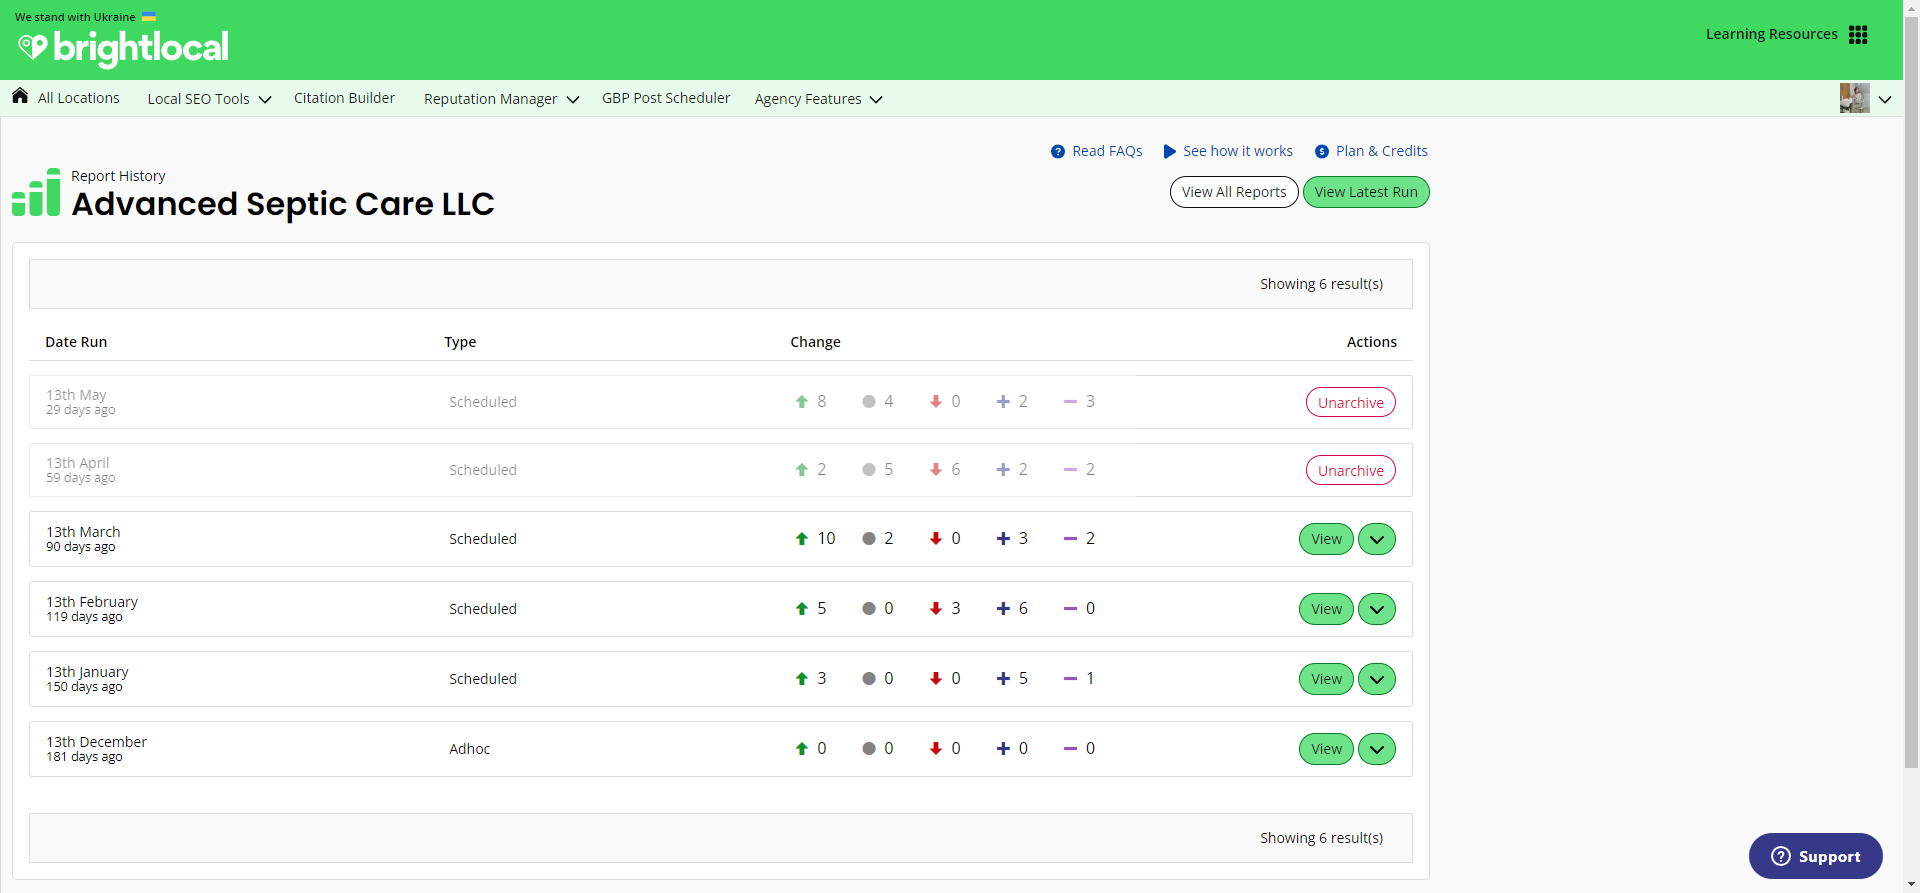 We stand with Ukraine
brightlocal
Learning Resources
All Locations Local SEO Tools Citation Builder Reputation Manager GBP Post Scheduler Agency Features
Read FAQs See how it works Plan & Credits
Report History
Advanced Septic Care LLC
View All Reports View Latest Run
Showing 6 result(s)
Date Run Type Change Actions
13th May
29 days ago
Scheduled 8 4 0 2 3 Unarchive
13th April
59 days ago
Scheduled 2 5 6 2 2 Unarchive
13th March
90 days ago
Scheduled 10 2 0 3 2 View
13th February
119 days ago
Scheduled 5 0 3 6 0 View
13th January
150 days ago
Scheduled 3 0 0 5 1 View
13th December
181 days ago
Adhoc 0 0 0 0 0 View
Showing 6 result(s)
Support